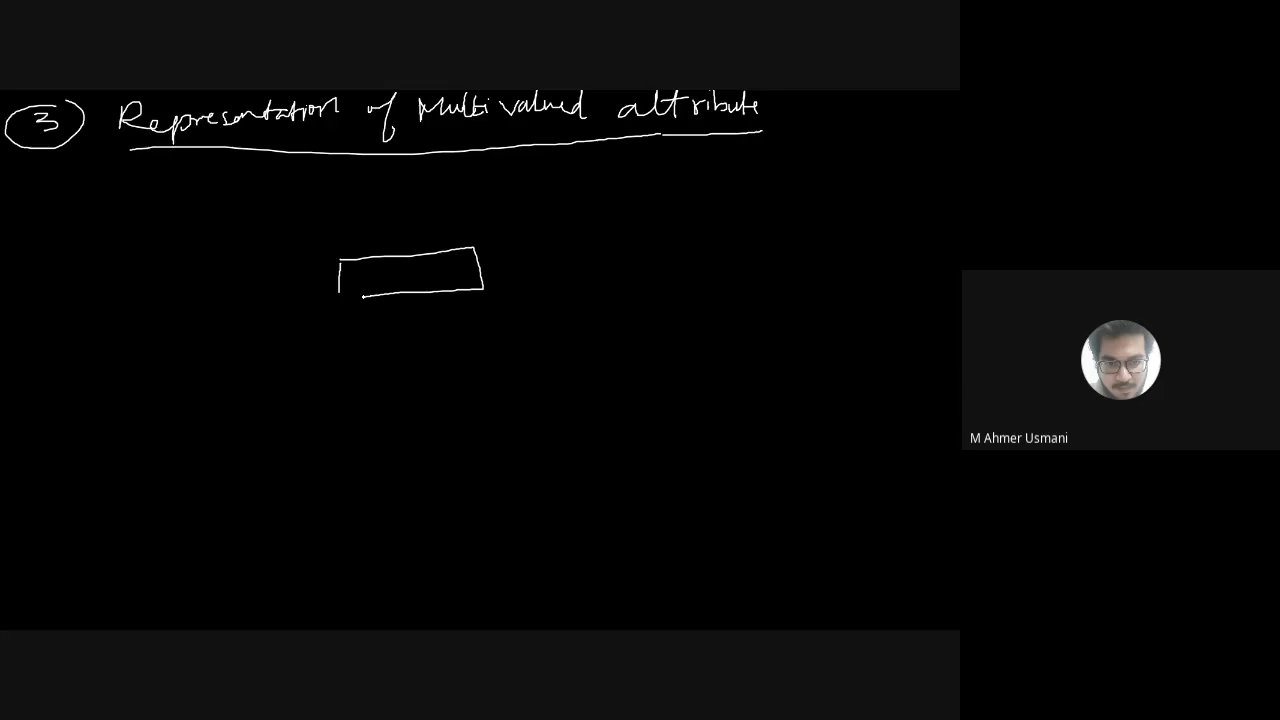 3 Representation of Multivalued attribute
M Ahmer Usmani